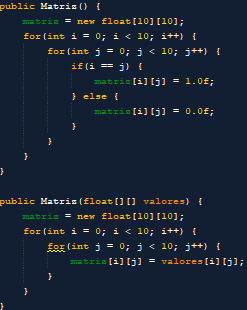 public Matriz() {
matriz = new float[10][10];
for(int i = 0; i < 10; i++) {
for(int j = 0; j < 10; j++) {
if(i == j) {
matriz[i][j] = 1.0f;
} else {
matriz[i][j] = 0.0f;
}
}
}
}
public Matriz(float[][] valores) {
matriz = new float[10][10];
for(int i = 0; i < 10; i++) {
for(int j = 0; j < 10; j++) {
matriz[i][j] = valores[i][j];
}
}
}